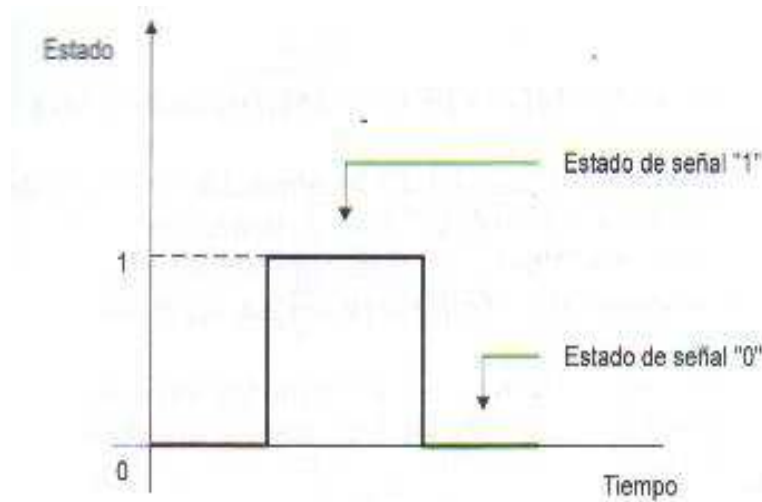 Estado
Estado de señal "1"
1
Estado de señal "0"
0
Tiempo